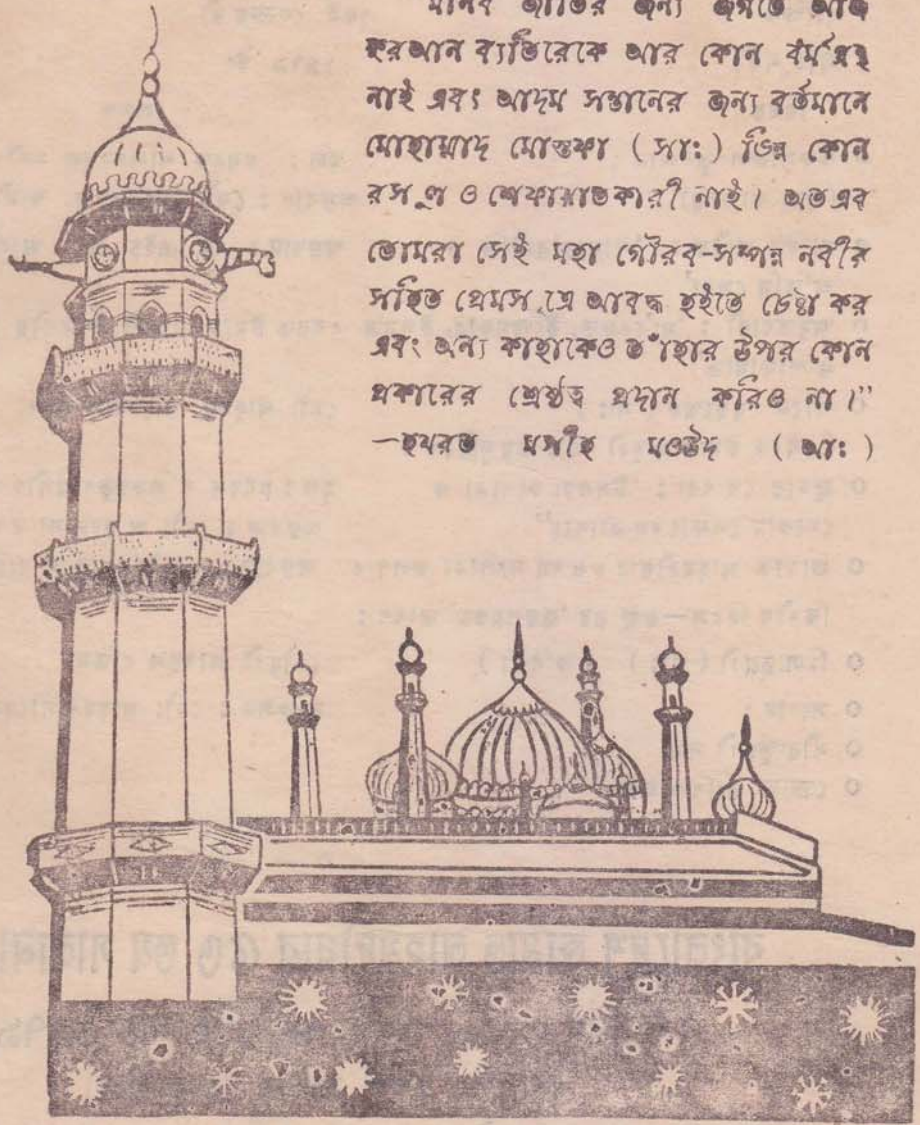 মানব জাতির জন্য জগতে আজ
হরআন ব্যতিরেকে আর কোন ধর্মগ্রন্থ
নাই এবং আদম সন্তানের জন্য বর্তমানে
মোহাম্মাদ মোস্তফা (সাঃ) ভিন্ন কোন
রসূল ও শেফায়াতকারী নাই। অতএব
তোমরা সেই মহা গৌরব-সম্পন্ন নবীর
সহিত প্রেমসূত্রে আবদ্ধ হইতে চেষ্টা কর
এবং অন্য কাহাকেও তাঁহার উপর কোন
প্রকারের শ্রেষ্ঠত্ব প্রদান করিও না।"
—হযরত মসীহ মওউদ (আঃ)